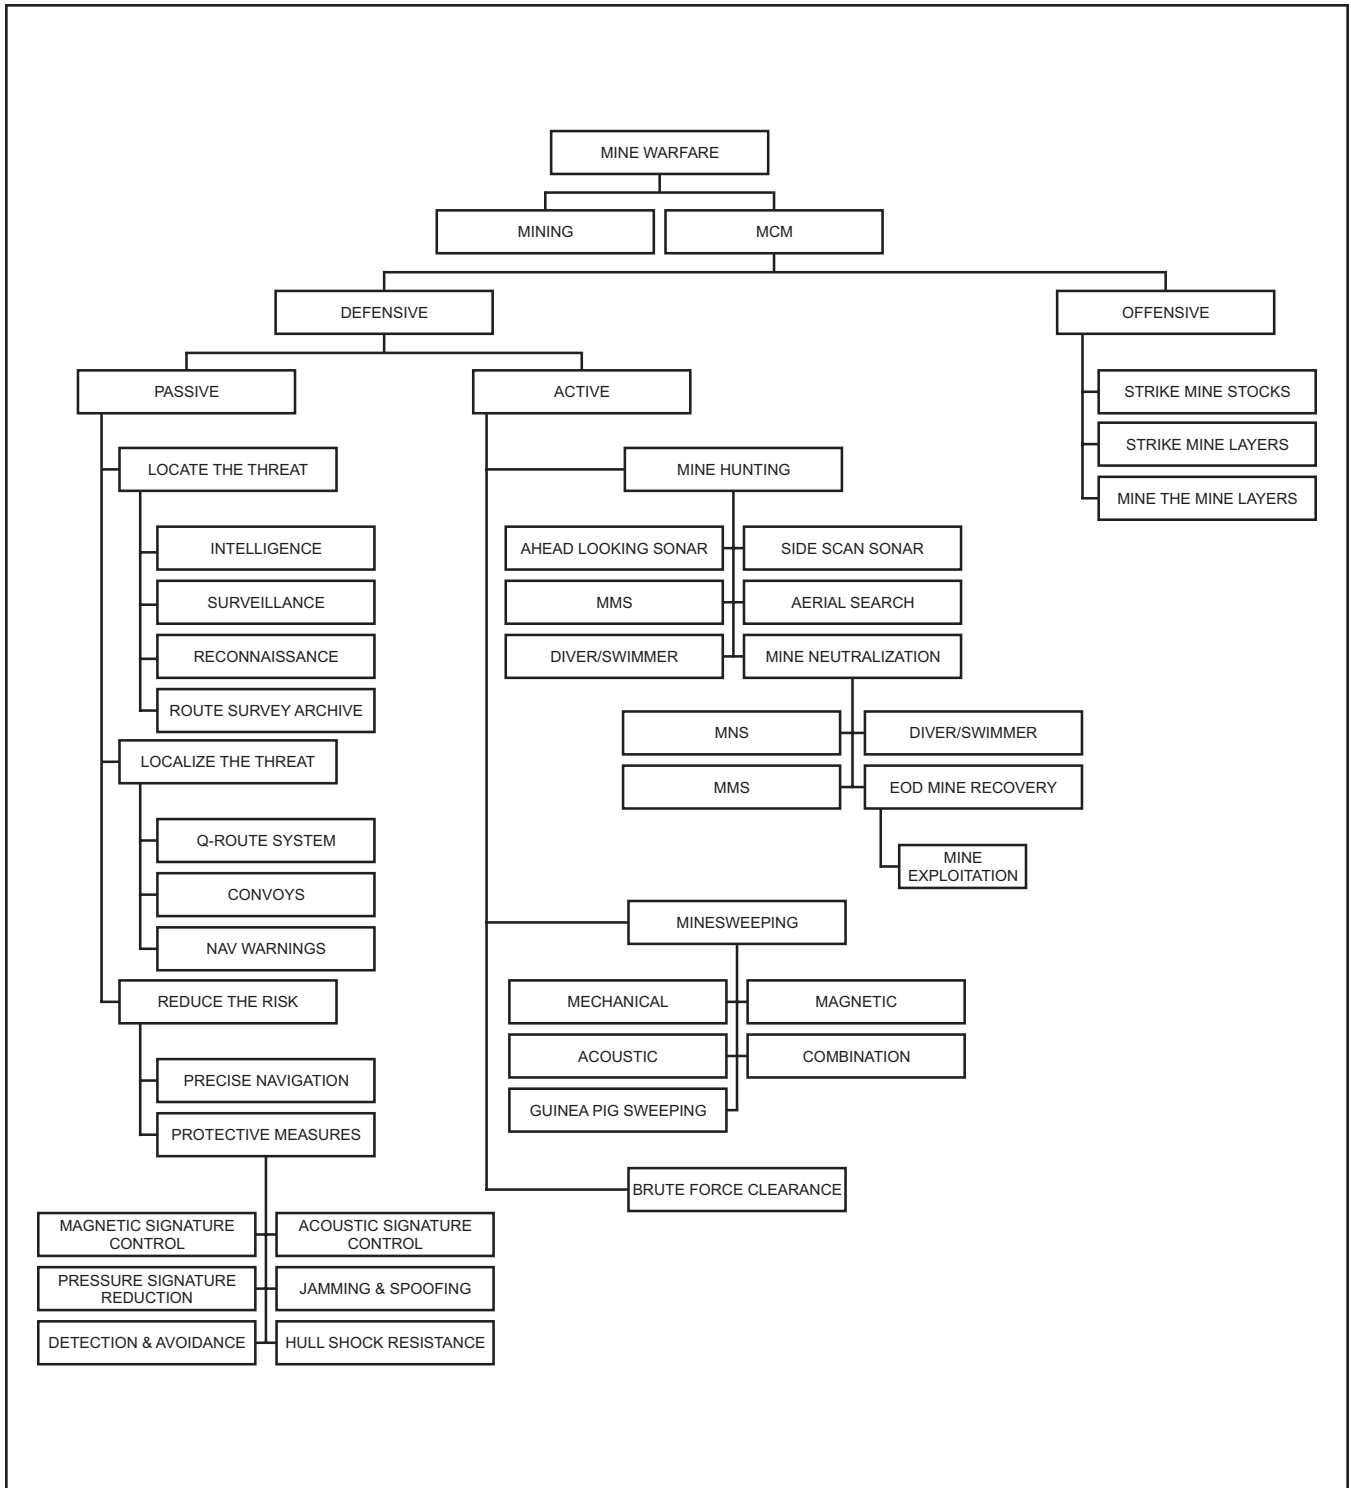 MINE WARFARE
MINING
MCM
DEFENSIVE
OFFENSIVE
PASSIVE
ACTIVE
STRIKE MINE STOCKS
STRIKE MINE LAYERS
MINE THE MINE LAYERS
LOCATE THE THREAT
INTELLIGENCE
SURVEILLANCE
RECONNAISSANCE
ROUTE SURVEY ARCHIVE
LOCALIZE THE THREAT
Q-ROUTE SYSTEM
CONVOYS
NAV WARNINGS
REDUCE THE RISK
PRECISE NAVIGATION
PROTECTIVE MEASURES
MAGNETIC SIGNATURE
CONTROL
ACOUSTIC SIGNATURE
CONTROL
PRESSURE SIGNATURE
REDUCTION
JAMMING & SPOOFING
DETECTION & AVOIDANCE
HULL SHOCK RESISTANCE
MINE HUNTING
AHEAD LOOKING SONAR
SIDE SCAN SONAR
MMS
AERIAL SEARCH
DIVER/SWIMMER
MINE NEUTRALIZATION
MNS
DIVER/SWIMMER
MMS
EOD MINE RECOVERY
MINE
EXPLOITATION
MINESWEEPING
MECHANICAL
MAGNETIC
ACOUSTIC
COMBINATION
GUINEA PIG SWEEPING
BRUTE FORCE CLEARANCE